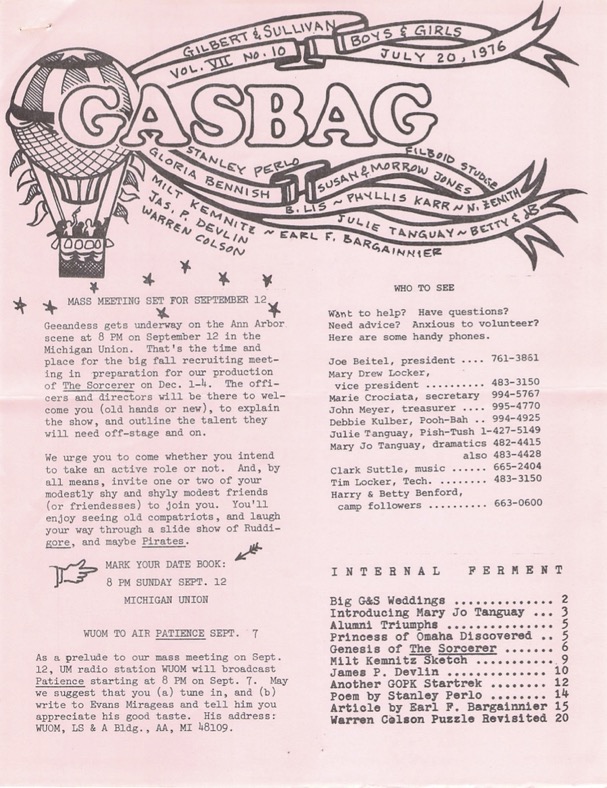 GILBERT & SULLIVAN BOYS & GIRLS
VOL. VII NO. 10 JULY 20, 1976
GASBAG
STANLEY PERLO FILBOID STUDGE
GLORIA BENNISH SUSAN & MORROW JONES
MILT KEMNITZ ~ B. LIS ~ PHYLLIS KARR ~ N. ZENITH
JAS. P. DEVLIN JULIE TANGUAY ~ BETTY & JB
WARREN COLSON ~ EARL F. BARGAINNIER
MASS MEETING SET FOR SEPTEMBER 12
Geeandess gets underway on the Ann Arbor
scene at 8 PM on September 12 in the
Michigan Union. That's the time and
place for the big fall recruiting meet-
ing in preparation for our production
of The Sorcerer on Dec. 1-4. The offi-
cers and directors will be there to wel-
come you (old hands or new), to explain
the show, and outline the talent they
will need off-stage and on.
We urge you to come whether you intend
to take an active role or not. And, by
all means, invite one or two of your
modestly shy and shyly modest friends
(or friendesses) to join you. You'll
enjoy seeing old compatriots, and laugh
your way through a slide show of Ruddi-
gore, and maybe Pirates.
MARK YOUR DATE BOOK:
8 PM SUNDAY SEPT. 12
MICHIGAN UNION
WUOM TO AIR PATIENCE SEPT. 7
As a prelude to our mass meeting on Sept.
12, UM radio station WUOM will broadcast
Patience starting at 8 PM on Sept. 7. May
we suggest that you (a) tune in, and (b)
write to Evans Mirageas and tell him you
appreciate his good taste. His address:
WUOM, LS & A Bldg., AA, MI 48109.
WHO TO SEE
Want to help? Have questions?
Need advice? Anxious to volunteer?
Here are some handy phones.
Joe Beitel, president .... 761-3861
Mary Drew Locker,
vice president .......... 483-3150
Marie Crociata, secretary 994-5767
John Meyer, treasurer .... 995-4770
Debbie Kulber, Pooh-Bah .. 994-4925
Julie Tanguay, Pish-Tush 1-427-5149
Mary Jo Tanguay, dramatics 482-4415
also 483-4428
Clark Suttle, music ...... 665-2404
Tim Locker, Tech. ........ 483-3150
Harry & Betty Benford,
camp followers .......... 663-0600
INTERNAL FERMENT
Big G&S Weddings .............. 2
Introducing Mary Jo Tanguay ... 3
Alumni Triumphs ............... 5
Princess of Omaha Discovered .. 5
Genesis of The Sorcerer ....... 6
Milt Kemnitz Sketch ........... 9
James P. Devlin .............. 10
Another GOPK Startrek ........ 12
Poem by Stanley Perlo ........ 14
Article by Earl F. Bargainnier 15
Warren Colson Puzzle Revisited 20